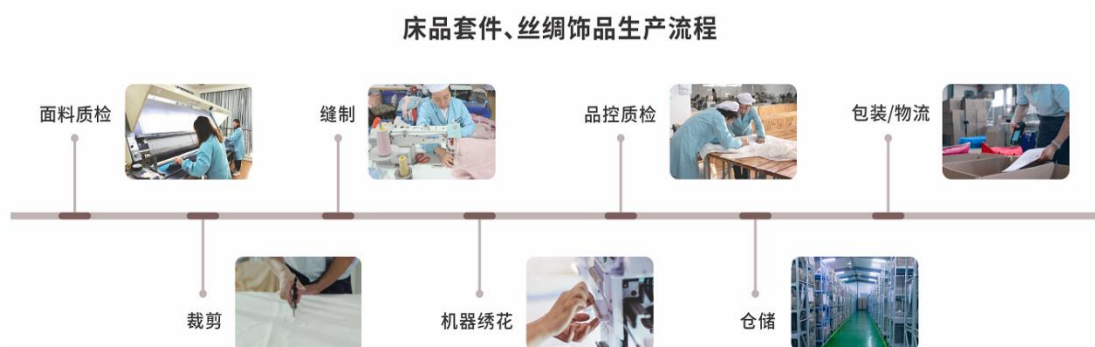 床品套件、丝绸饰品生产流程
面料质检
裁剪
缝制
机器绣花
品控质检
仓储
包装/物流